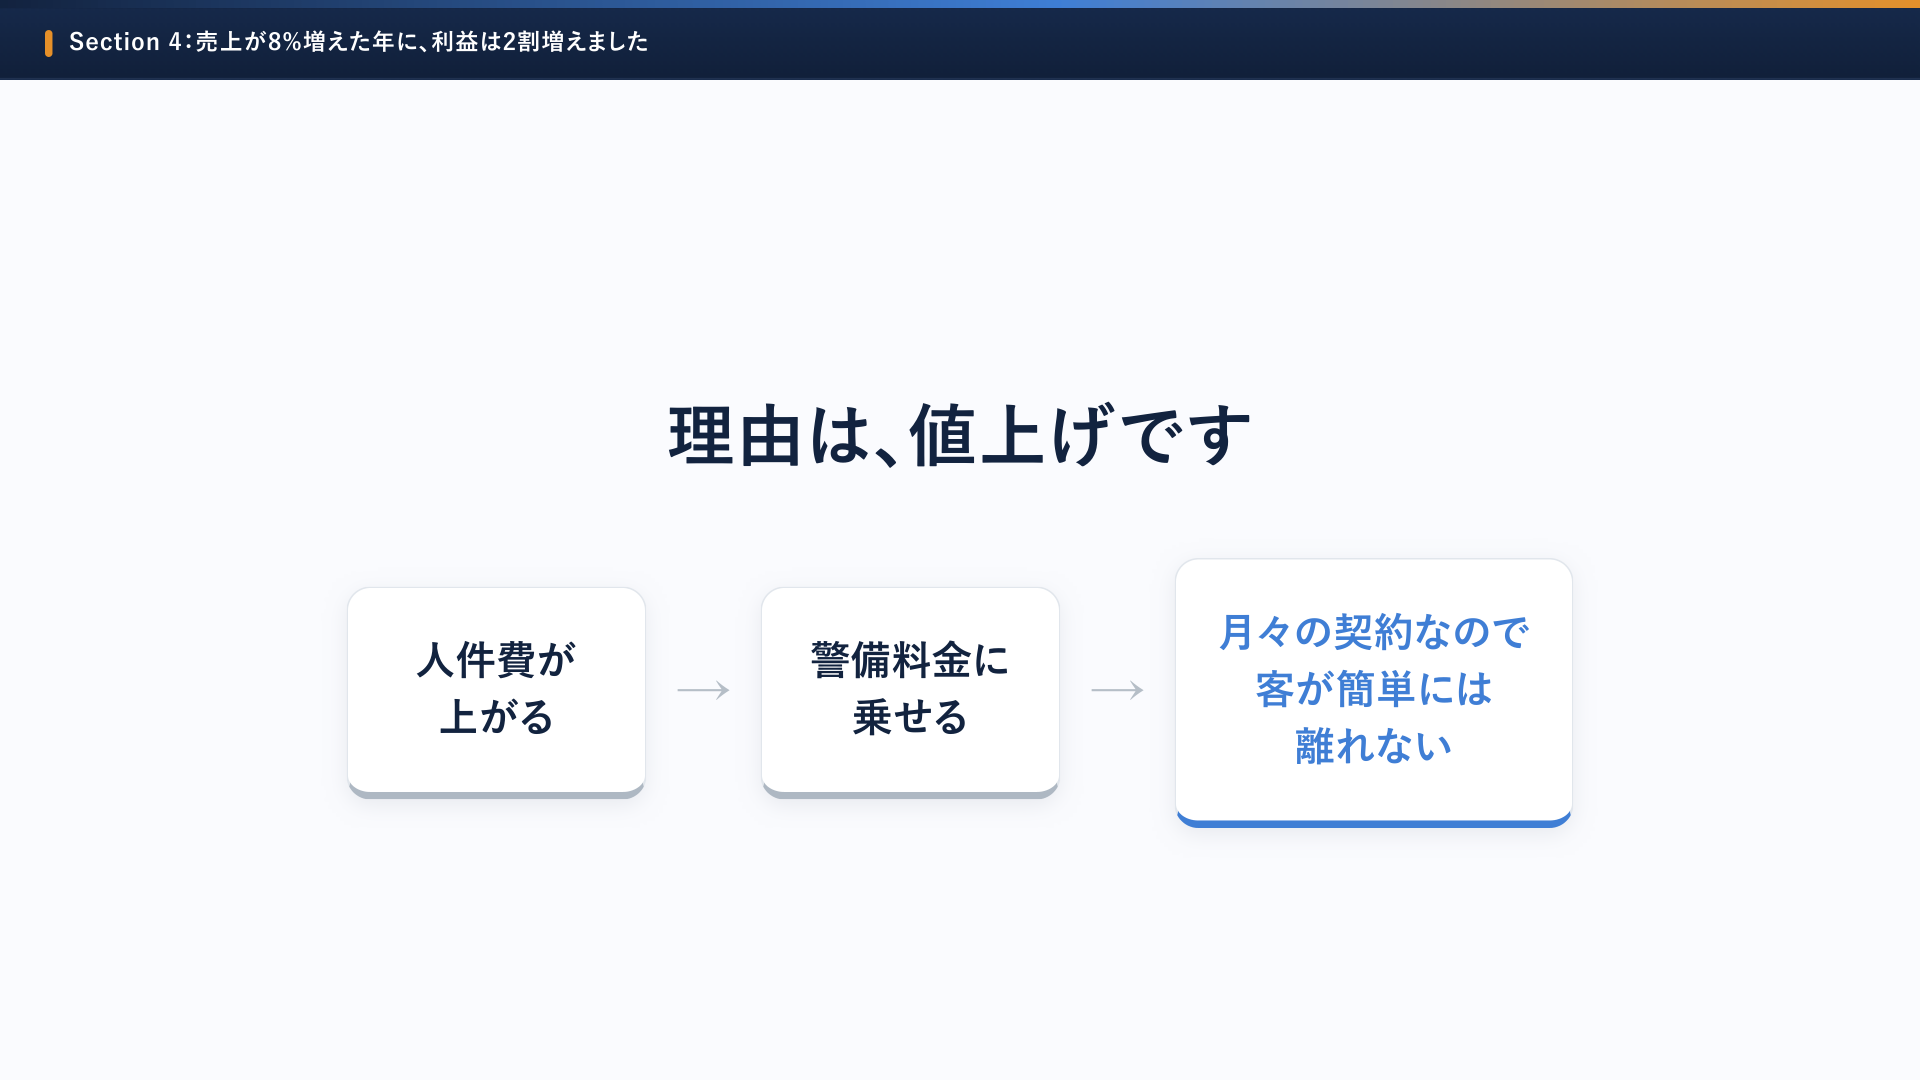 Section 4：売上が8%増えた年に、利益は2割増えました
理由は、値上げです
人件費が
上がる
警備料金に
乗せる
月々の契約なので
客が簡単には
離れない